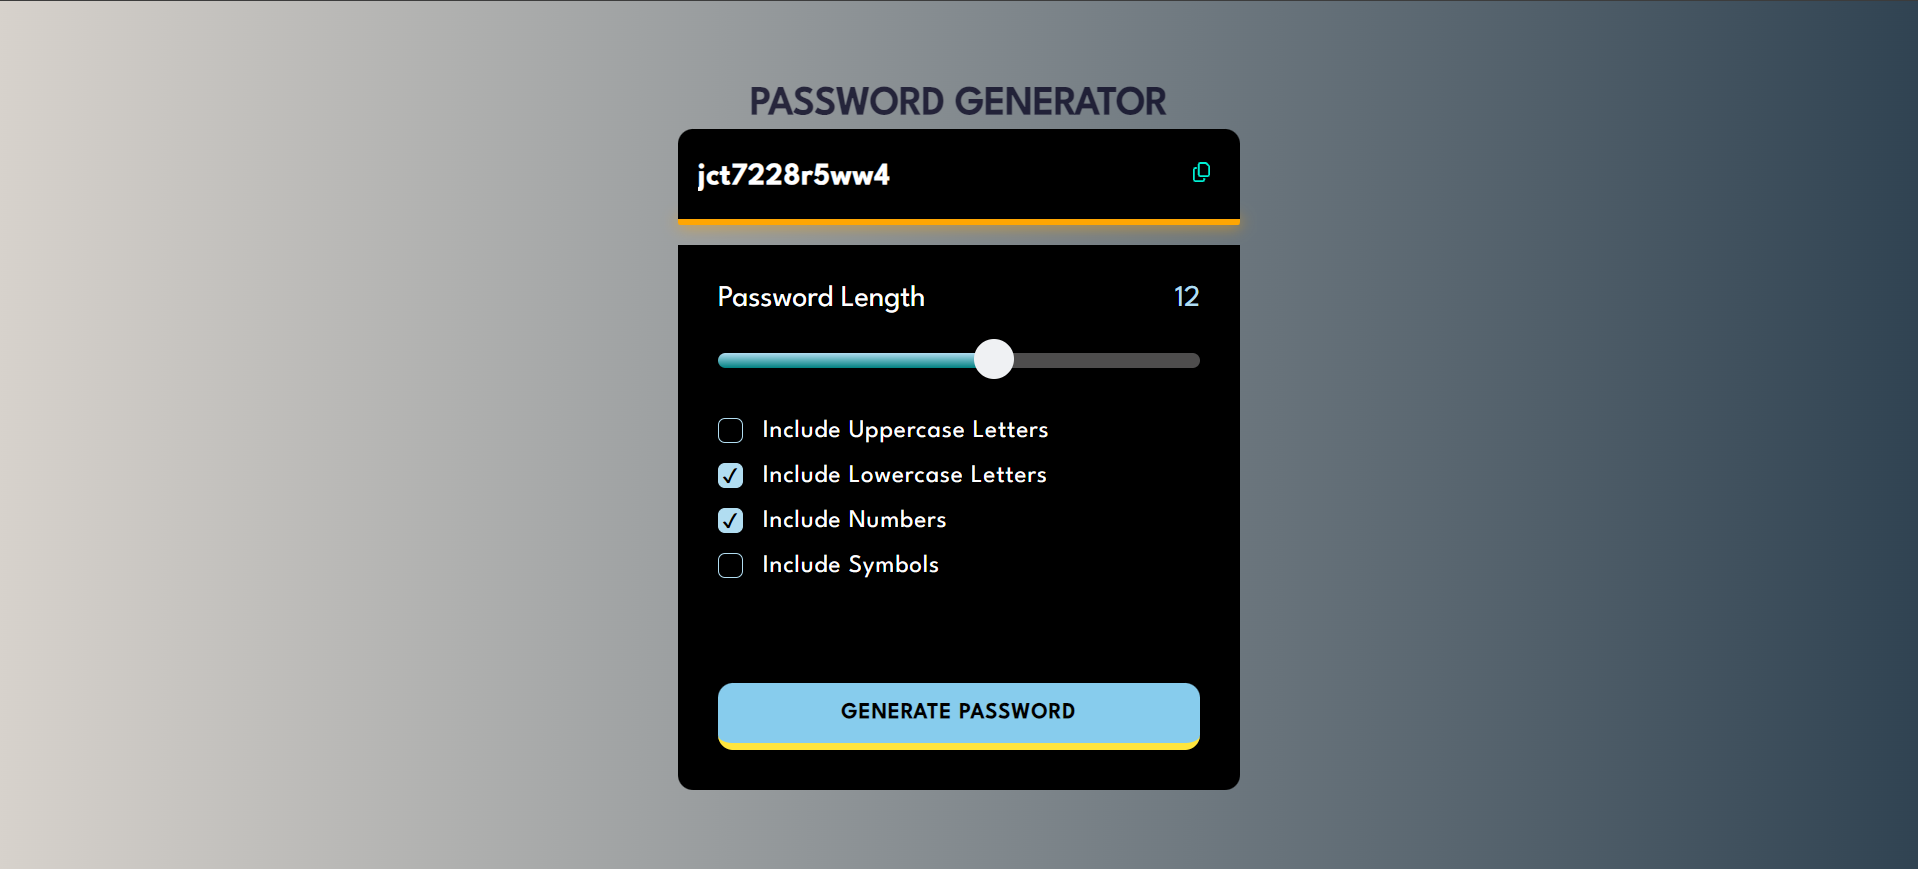 PASSWORD GENERATOR
jct7228r5ww4
Password Length 12
Include Uppercase Letters
Include Lowercase Letters
Include Numbers
Include Symbols
GENERATE PASSWORD